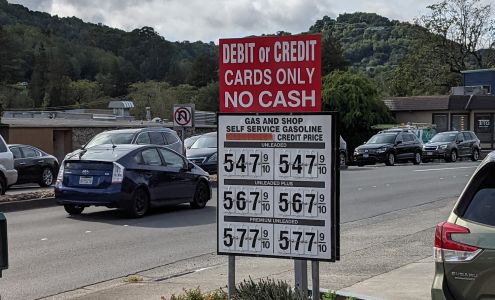 DEBIT or CREDIT
CARDS ONLY
NO CASH
GAS AND SHOP
SELF SERVICE GASOLINE
CREDIT PRICE
UNLEADED
547 9/10 547 9/10
UNLEADED PLUS
567 9/10 567 9/10
PREMIUM UNLEADED
577 9/10 577 9/10
SUBARU